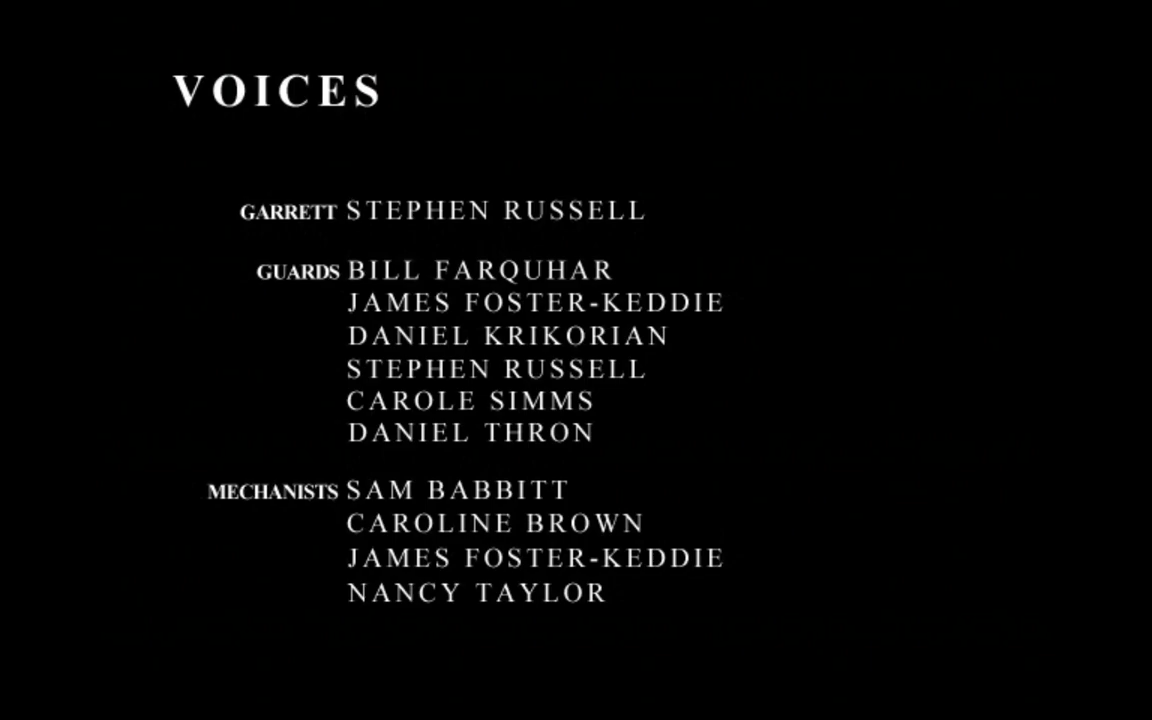 VOICES
GARRETT STEPHEN RUSSELL
GUARDS BILL FARQUHAR
JAMES FOSTER-KEDDIE
DANIEL KRIKORIAN
STEPHEN RUSSELL
CAROLE SIMMS
DANIEL THRON
MECHANISTS SAM BABBITT
CAROLINE BROWN
JAMES FOSTER-KEDDIE
NANCY TAYLOR